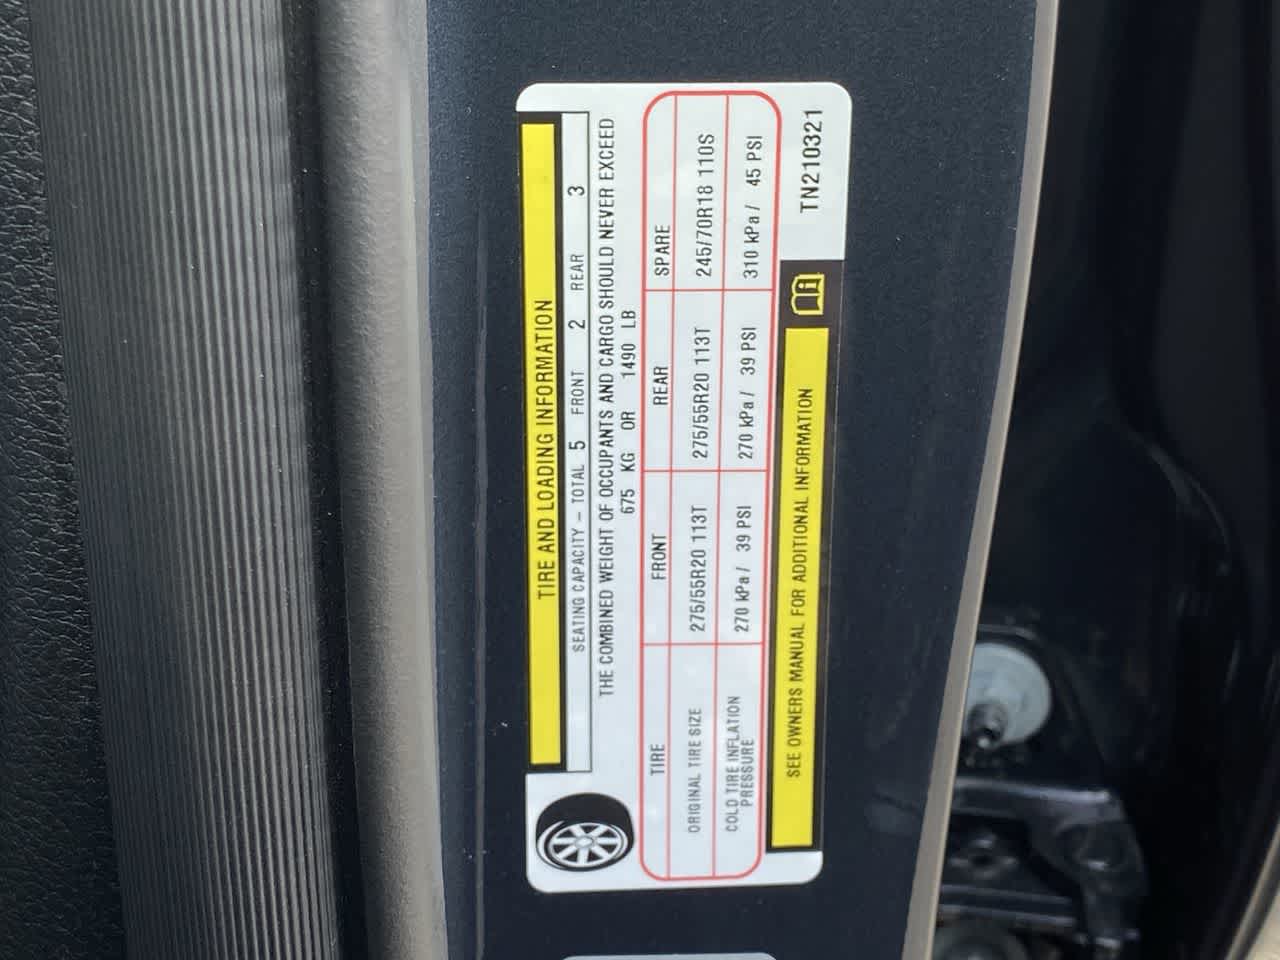 TIRE AND LOADING INFORMATION
SEATING CAPACITY – TOTAL 5 FRONT 2 REAR 3
THE COMBINED WEIGHT OF OCCUPANTS AND CARGO SHOULD NEVER EXCEED
675 KG OR 1490 LB
TIRE FRONT REAR SPARE
ORIGINAL TIRE SIZE 275/55R20 113T 275/55R20 113T 245/70R18 110S
COLD TIRE INFLATION PRESSURE 270 kPa / 39 PSI 270 kPa / 39 PSI 310 kPa / 45 PSI
SEE OWNERS MANUAL FOR ADDITIONAL INFORMATION
TN210321